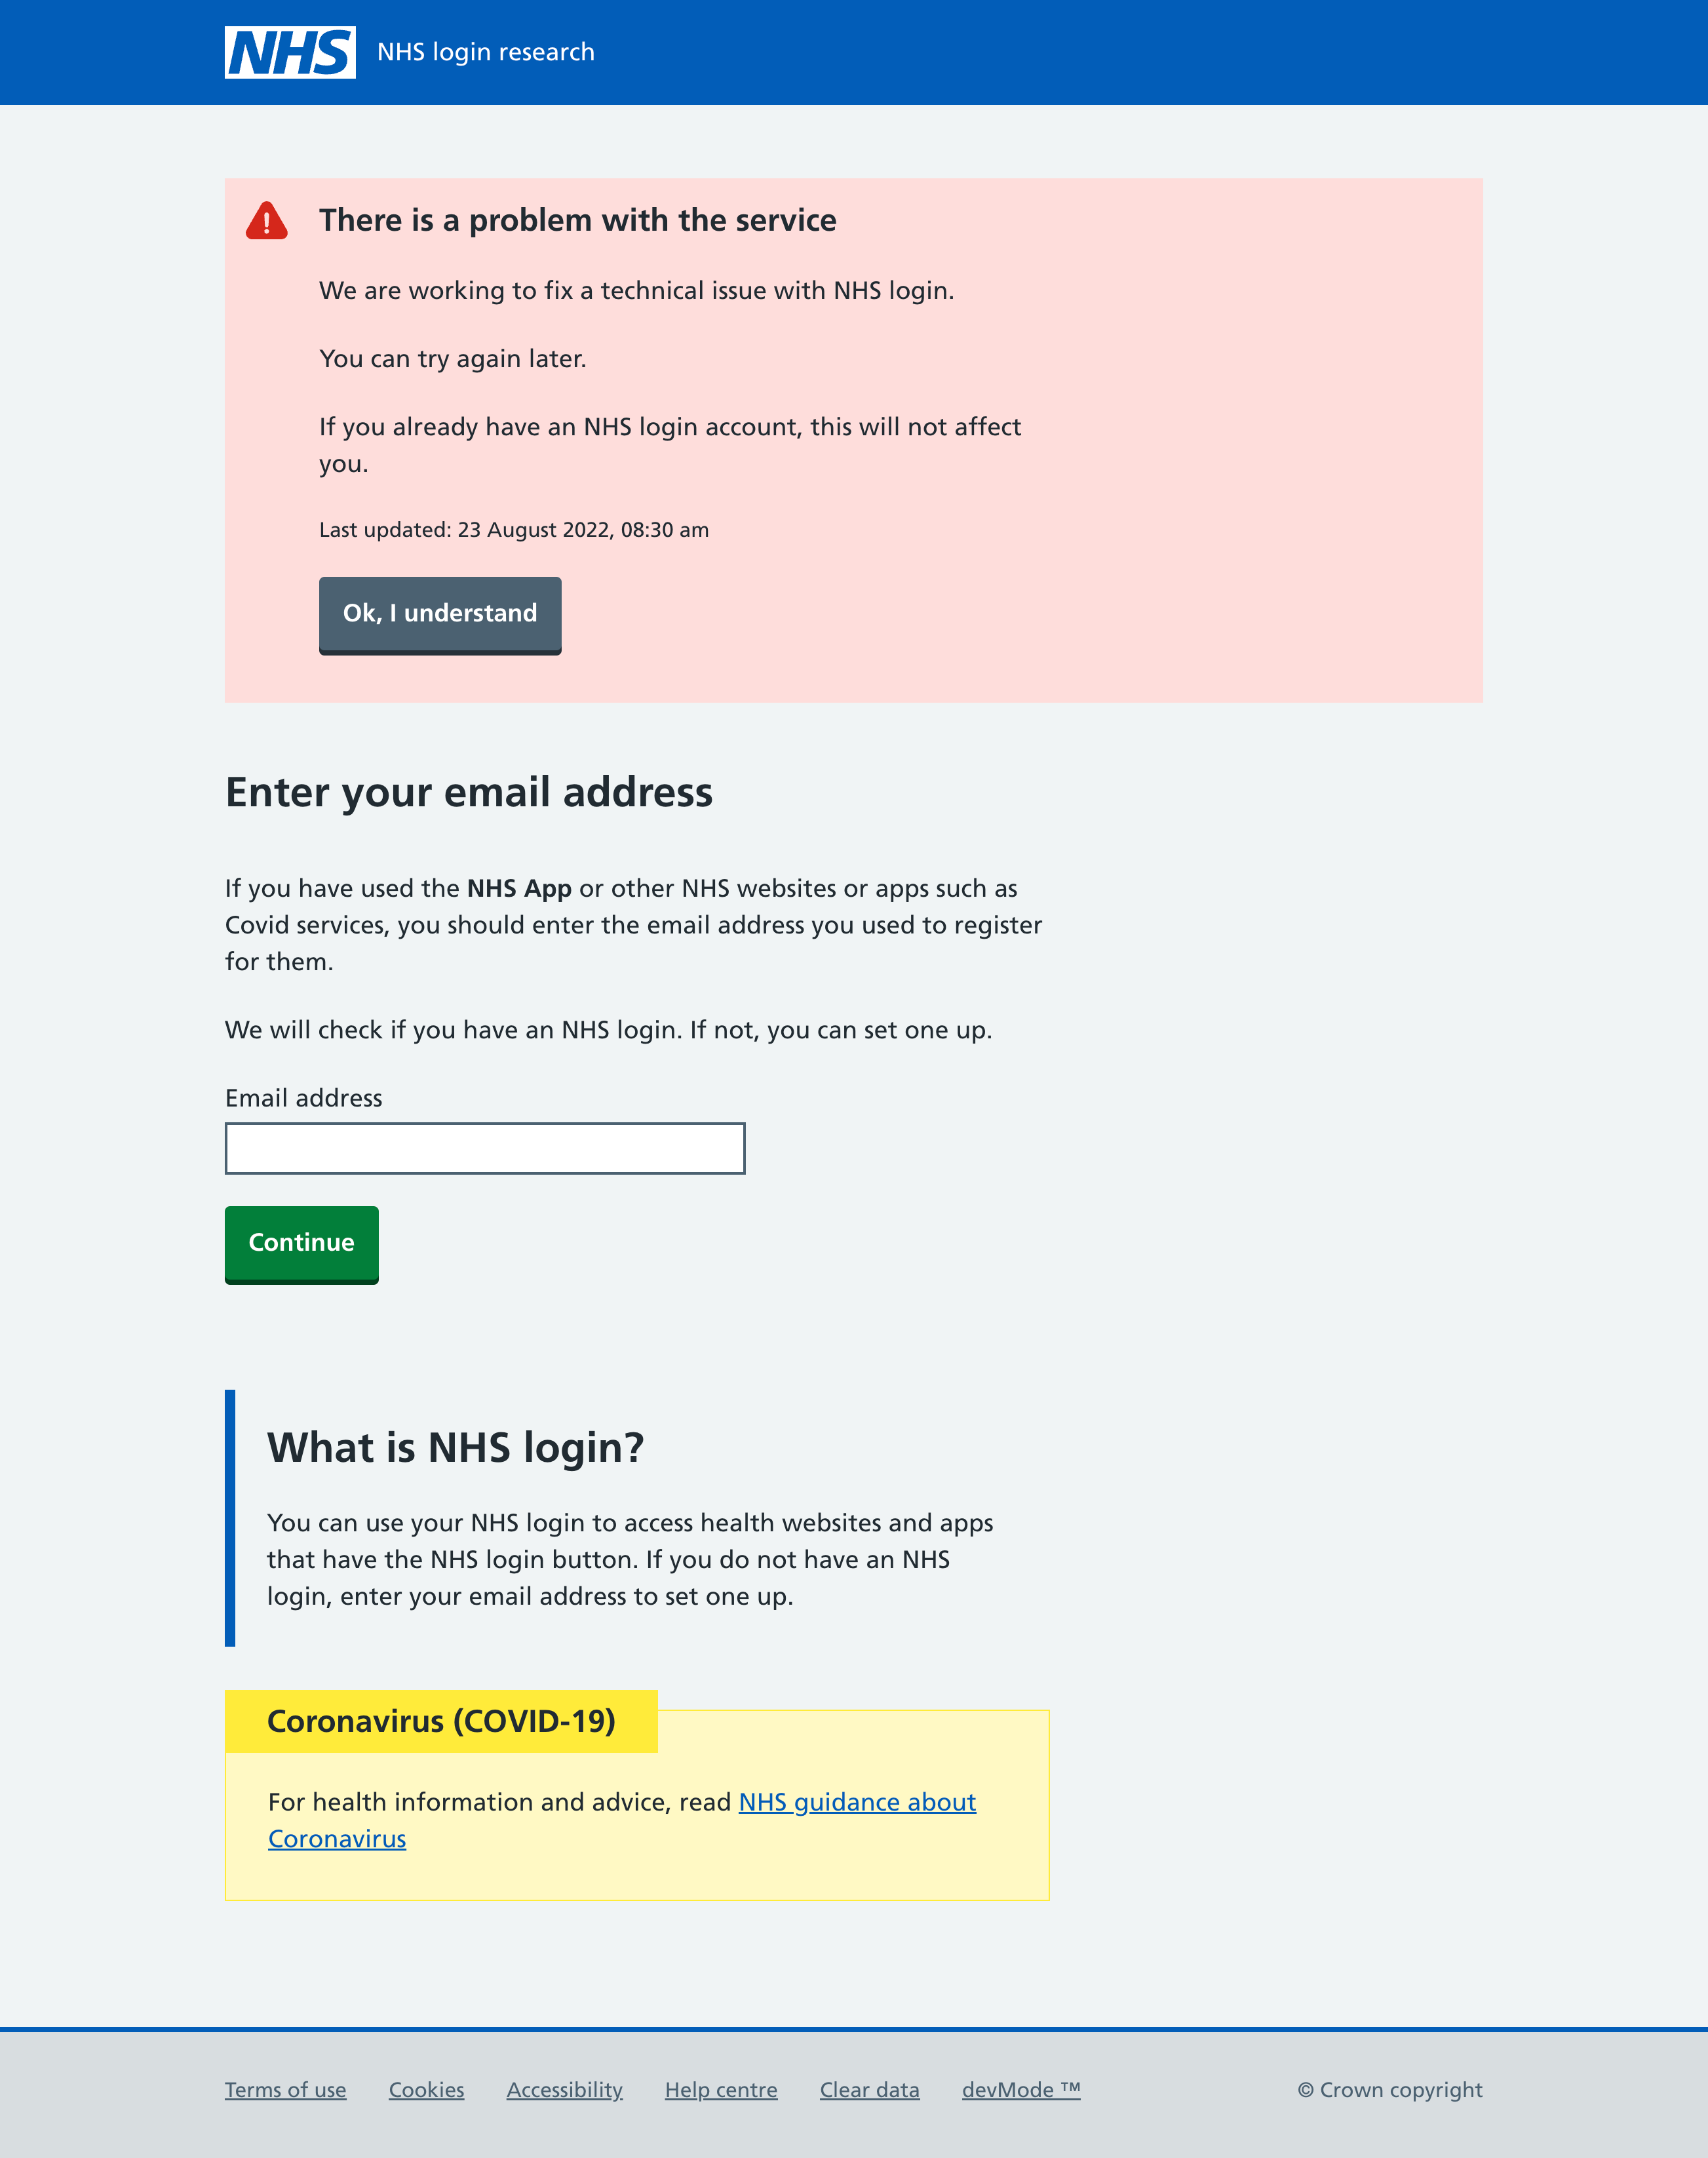 NHS NHS login research
There is a problem with the service
We are working to fix a technical issue with NHS login.
You can try again later.
If you already have an NHS login account, this will not affect
you.
Last updated: 23 August 2022, 08:30 am
Ok, I understand
Enter your email address
If you have used the NHS App or other NHS websites or apps such as
Covid services, you should enter the email address you used to register
for them.
We will check if you have an NHS login. If not, you can set one up.
Email address
Continue
What is NHS login?
You can use your NHS login to access health websites and apps
that have the NHS login button. If you do not have an NHS
login, enter your email address to set one up.
Coronavirus (COVID-19)
For health information and advice, read NHS guidance about
Coronavirus
Terms of use Cookies Accessibility Help centre Clear data devMode ™ © Crown copyright